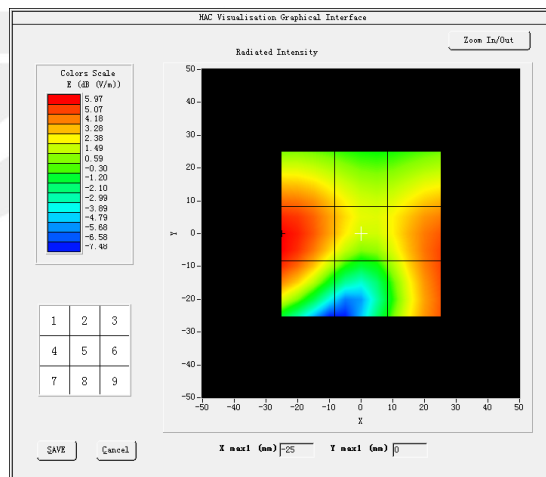 HAC Visualisation Graphical Interface
Zoom In/Out
Radiated Intensity
Colors Scale
E (dB (V/m))
5.97
5.07
4.18
3.28
2.38
1.49
0.59
-0.30
-1.20
-2.10
-2.99
-3.89
-4.79
-5.68
-6.58
-7.48
50
40
30
20
10
Y 0
-10
-20
-30
-40
-50
-50 -40 -30 -20 -10 0 10 20 30 40 50
X
1 2 3
4 5 6
7 8 9
SAVE
Cancel
X max1 (mm) -25
Y max1 (mm) 0